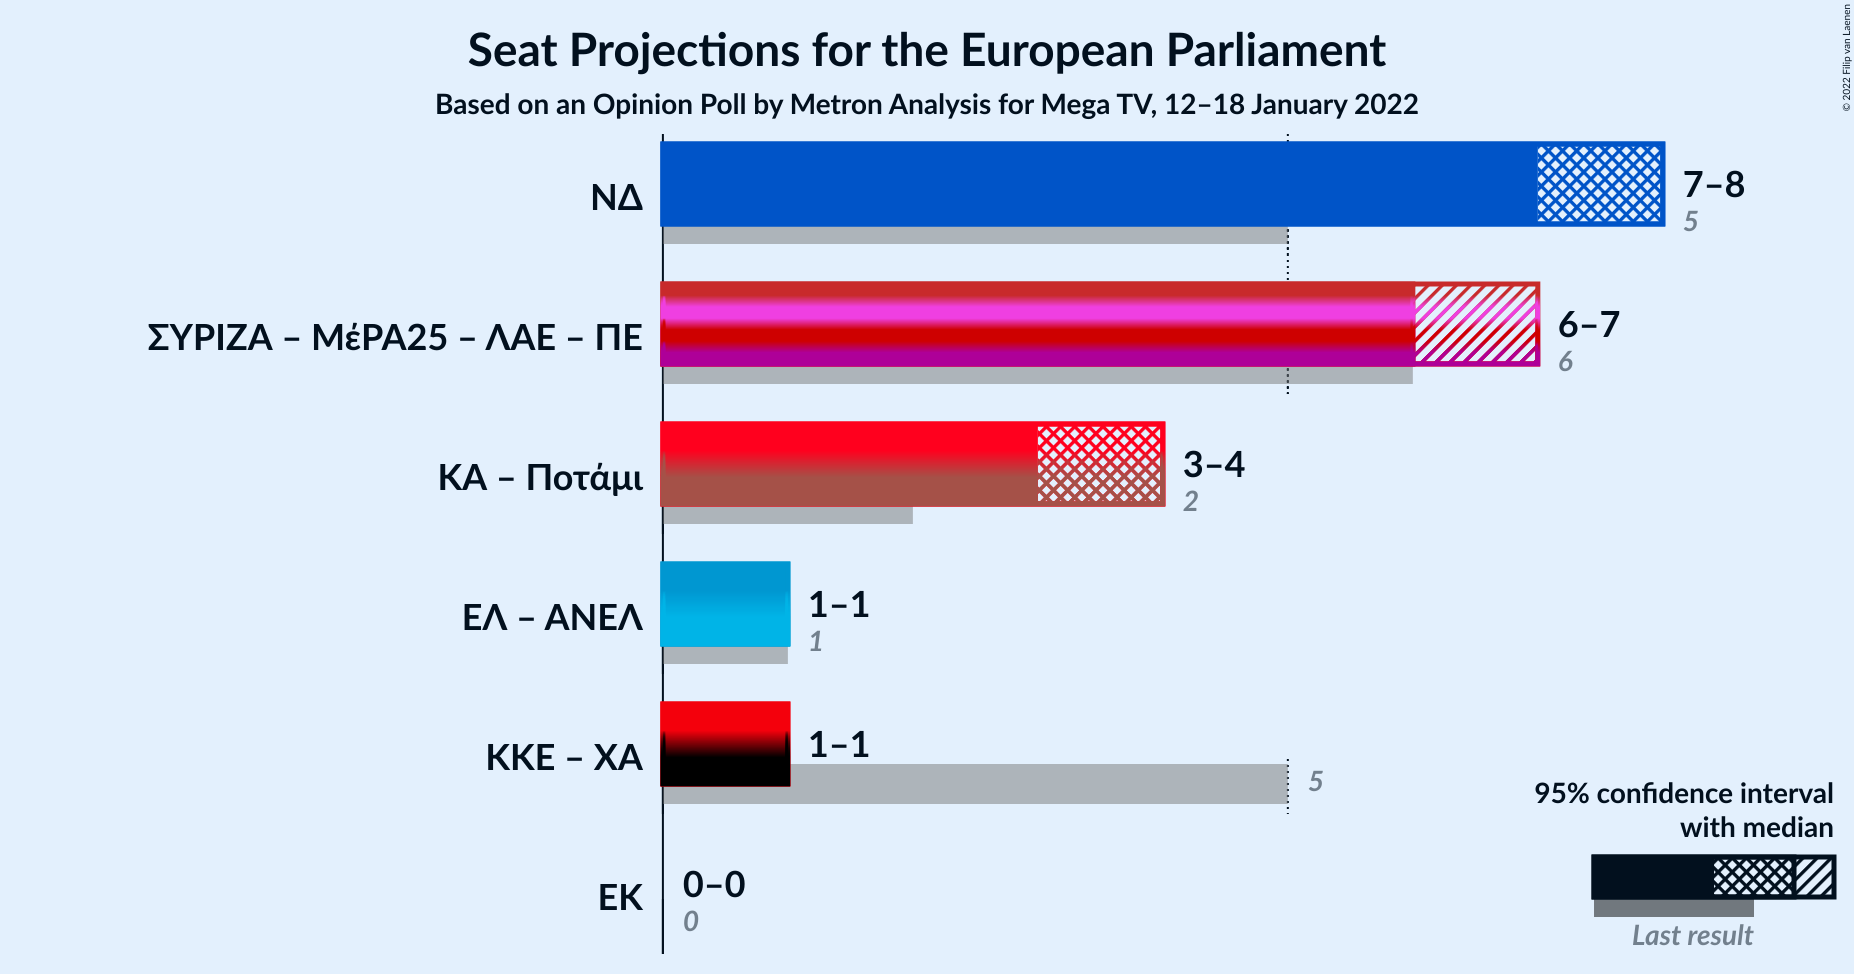 Seat Projections for the European Parliament
Based on an Opinion Poll by Metron Analysis for Mega TV, 12–18 January 2022
© 2022 Filip van Laenen
ΝΔ
7–8
5
ΣΥΡΙΖΑ – ΜέΡΑ25 – ΛΑΕ – ΠΕ
6–7
6
ΚΑ – Ποτάμι
3–4
2
ΕΛ – ΑΝΕΛ
1–1
1
ΚΚΕ – ΧΑ
1–1
5
ΕΚ
0–0
0
95% confidence interval
with median
Last result